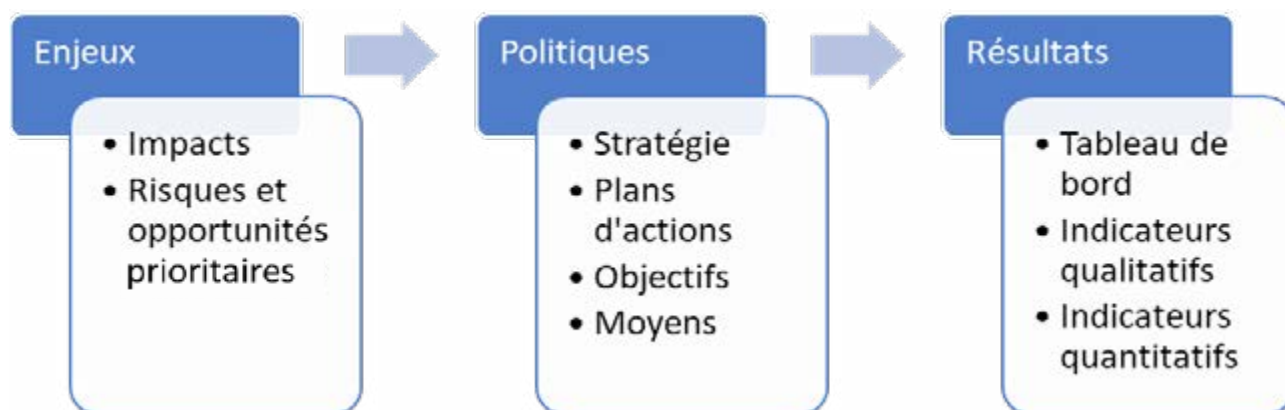 Enjeux
• Impacts
• Risques et
opportunités
prioritaires
Politiques
• Stratégie
• Plans
d'actions
• Objectifs
• Moyens
Résultats
• Tableau de
bord
• Indicateurs
qualitatifs
• Indicateurs
quantitatifs